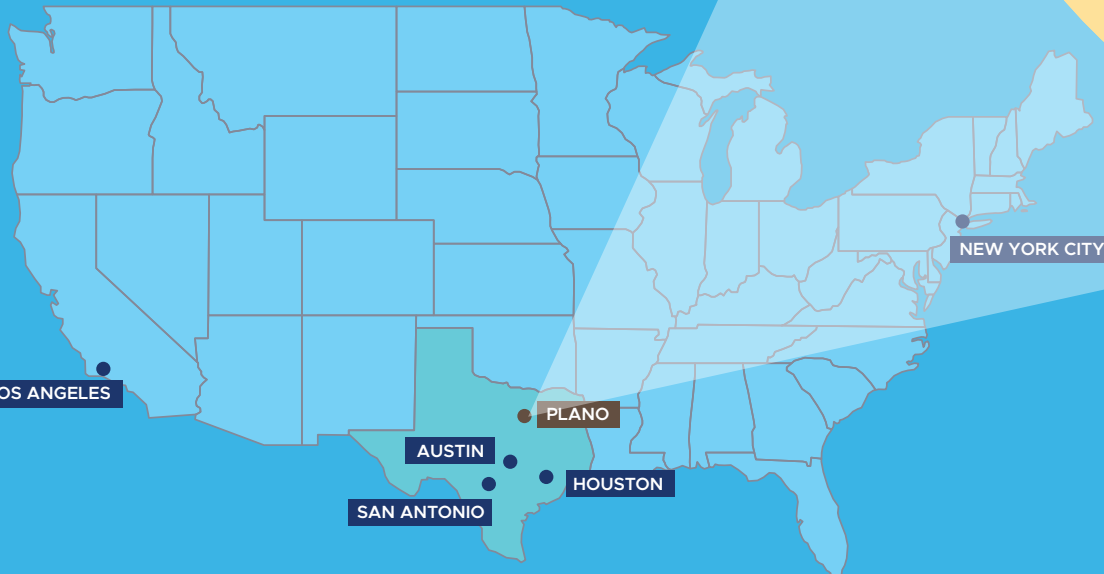 NEW YORK CITY
OS ANGELES
PLANO
AUSTIN
HOUSTON
SAN ANTONIO